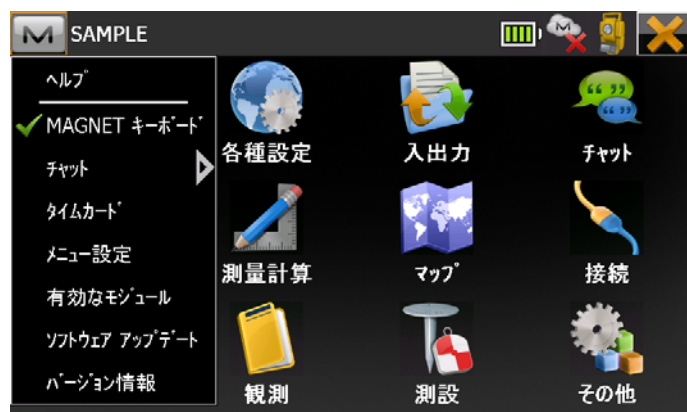 SAMPLE
ﾍﾙﾌﾟ
MAGNET ｷｰﾎﾞｰﾄﾞ
ﾁｬｯﾄ
ﾀｲﾑｶｰﾄﾞ
ﾒﾆｭｰ設定
有効なﾓｼﾞｭｰﾙ
ｿﾌﾄｳｪｱ ｱｯﾌﾟﾃﾞｰﾄ
ﾊﾞｰｼﾞｮﾝ情報
各種設定
入出力
ﾁｬｯﾄ
測量計算
ﾏｯﾌﾟ
接続
観測
測設
その他